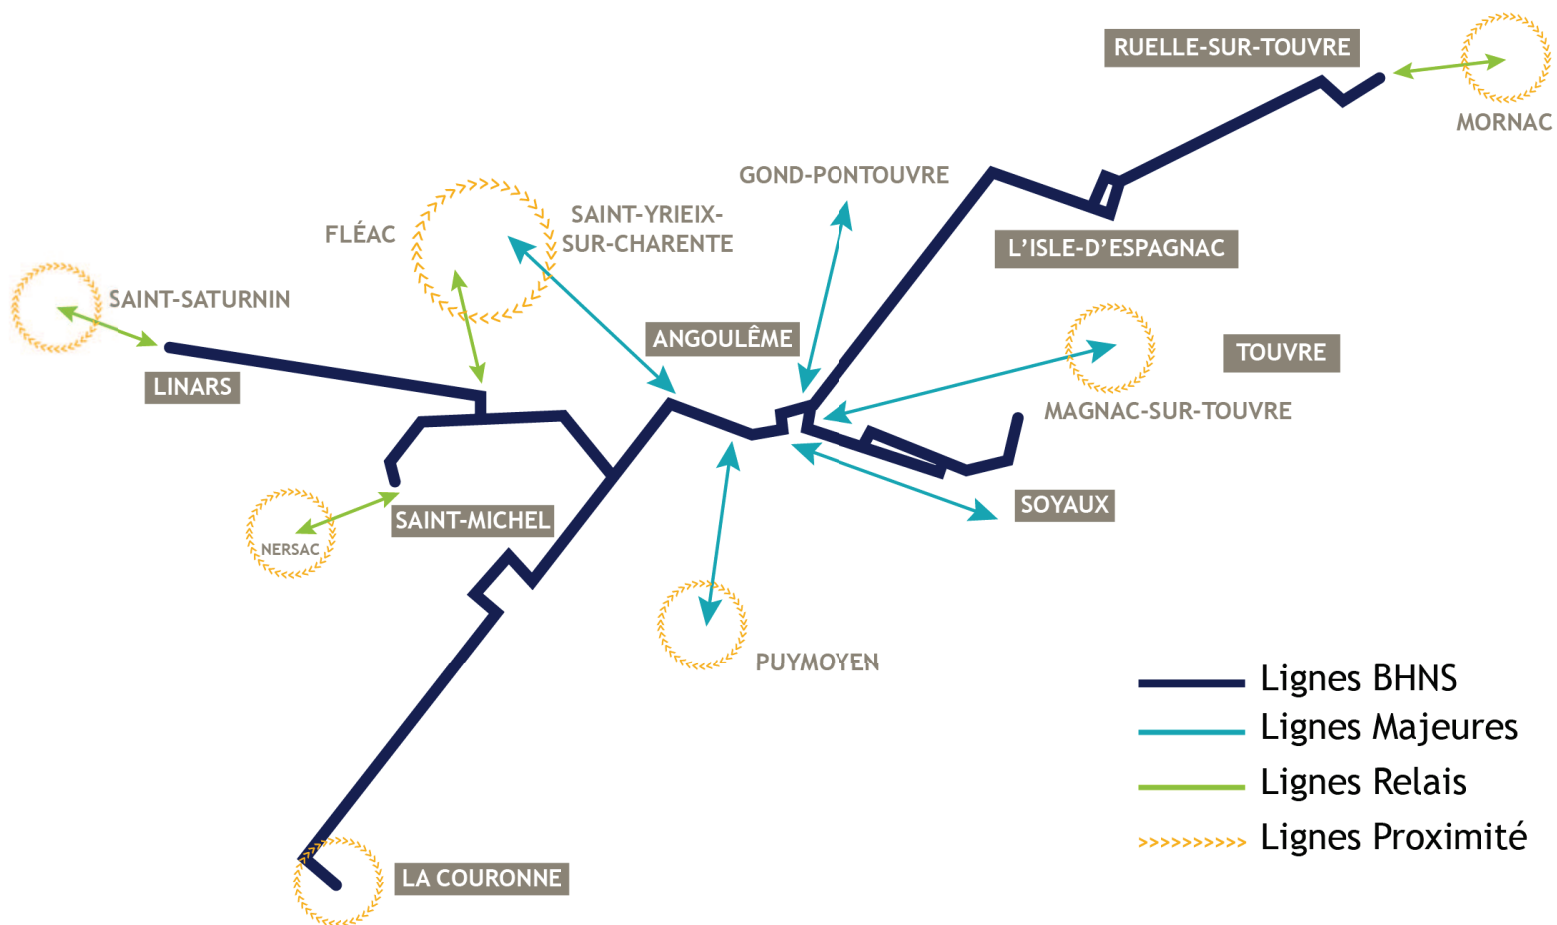 RUELLE-SUR-TOUVRE
MORNAC
GOND-PONTOUVRE
SAINT-YRIEIX-
SUR-CHARENTE
FLÉAC
L'ISLE-D'ESPAGNAC
SAINT-SATURNIN
ANGOULÊME
TOUVRE
LINARS
MAGNAC-SUR-TOUVRE
SOYAUX
SAINT-MICHEL
NERSAC
PUYMOYEN
Lignes BHNS
Lignes Majeures
Lignes Relais
Lignes Proximité
LA COURONNE